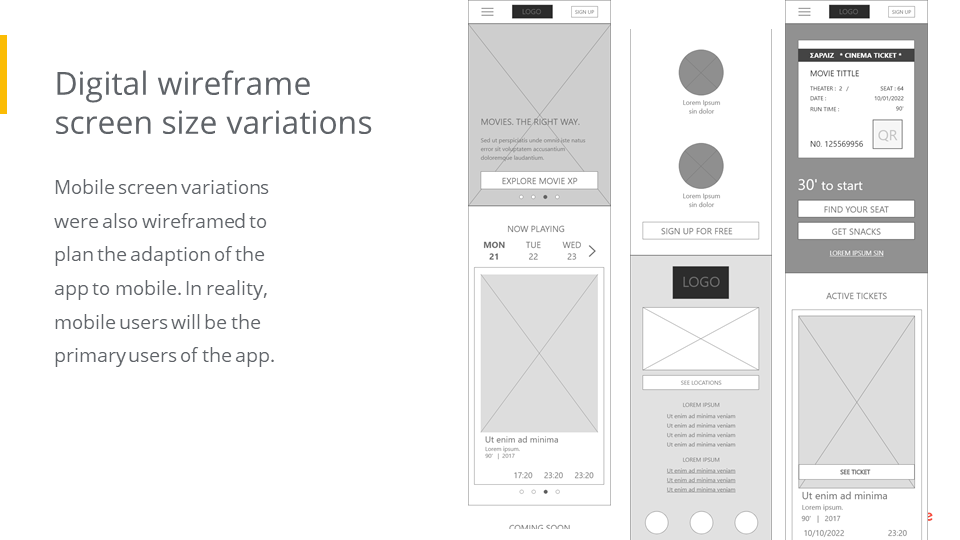 Digital wireframe
screen size variations
Mobile screen variations
were also wireframed to
plan the adaption of the
app to mobile. In reality,
mobile users will be the
primary users of the app.
LOGO
SIGN UP
MOVIES. THE RIGHT WAY.
Sed ut perspiciatis unde omnis iste natus
error sit voluptatem accusantium
doloremque laudantium.
EXPLORE MOVIE XP
NOW PLAYING
MON TUE WED
21 22 23
Ut enim ad minima
Lorem ipsum.
90' | 2017
17:20 23:20 23:20
COMING SOON
Lorem Ipsum
sin dolor
Lorem Ipsum
sin dolor
SIGN UP FOR FREE
LOGO
SEE LOCATIONS
LOREM IPSUM
Ut enim ad minima veniam
Ut enim ad minima veniam
Ut enim ad minima veniam
Ut enim ad minima veniam
LOREM IPSUM
Ut enim ad minima veniam
Ut enim ad minima veniam
Ut enim ad minima veniam
LOGO
SIGN UP
ΣΑΡΛΙΖ * CINEMA TICKET *
MOVIE TITTLE
THEATER : 2 / SEAT : 64
DATE : 10/01/2022
RUN TIME : 90'
QR
N0. 125569956
30' to start
FIND YOUR SEAT
GET SNACKS
LOREM IPSUM SIN
ACTIVE TICKETS
SEE TICKET
Ut enim ad minima
Lorem ipsum.
90' | 2017
10/10/2022 23:20